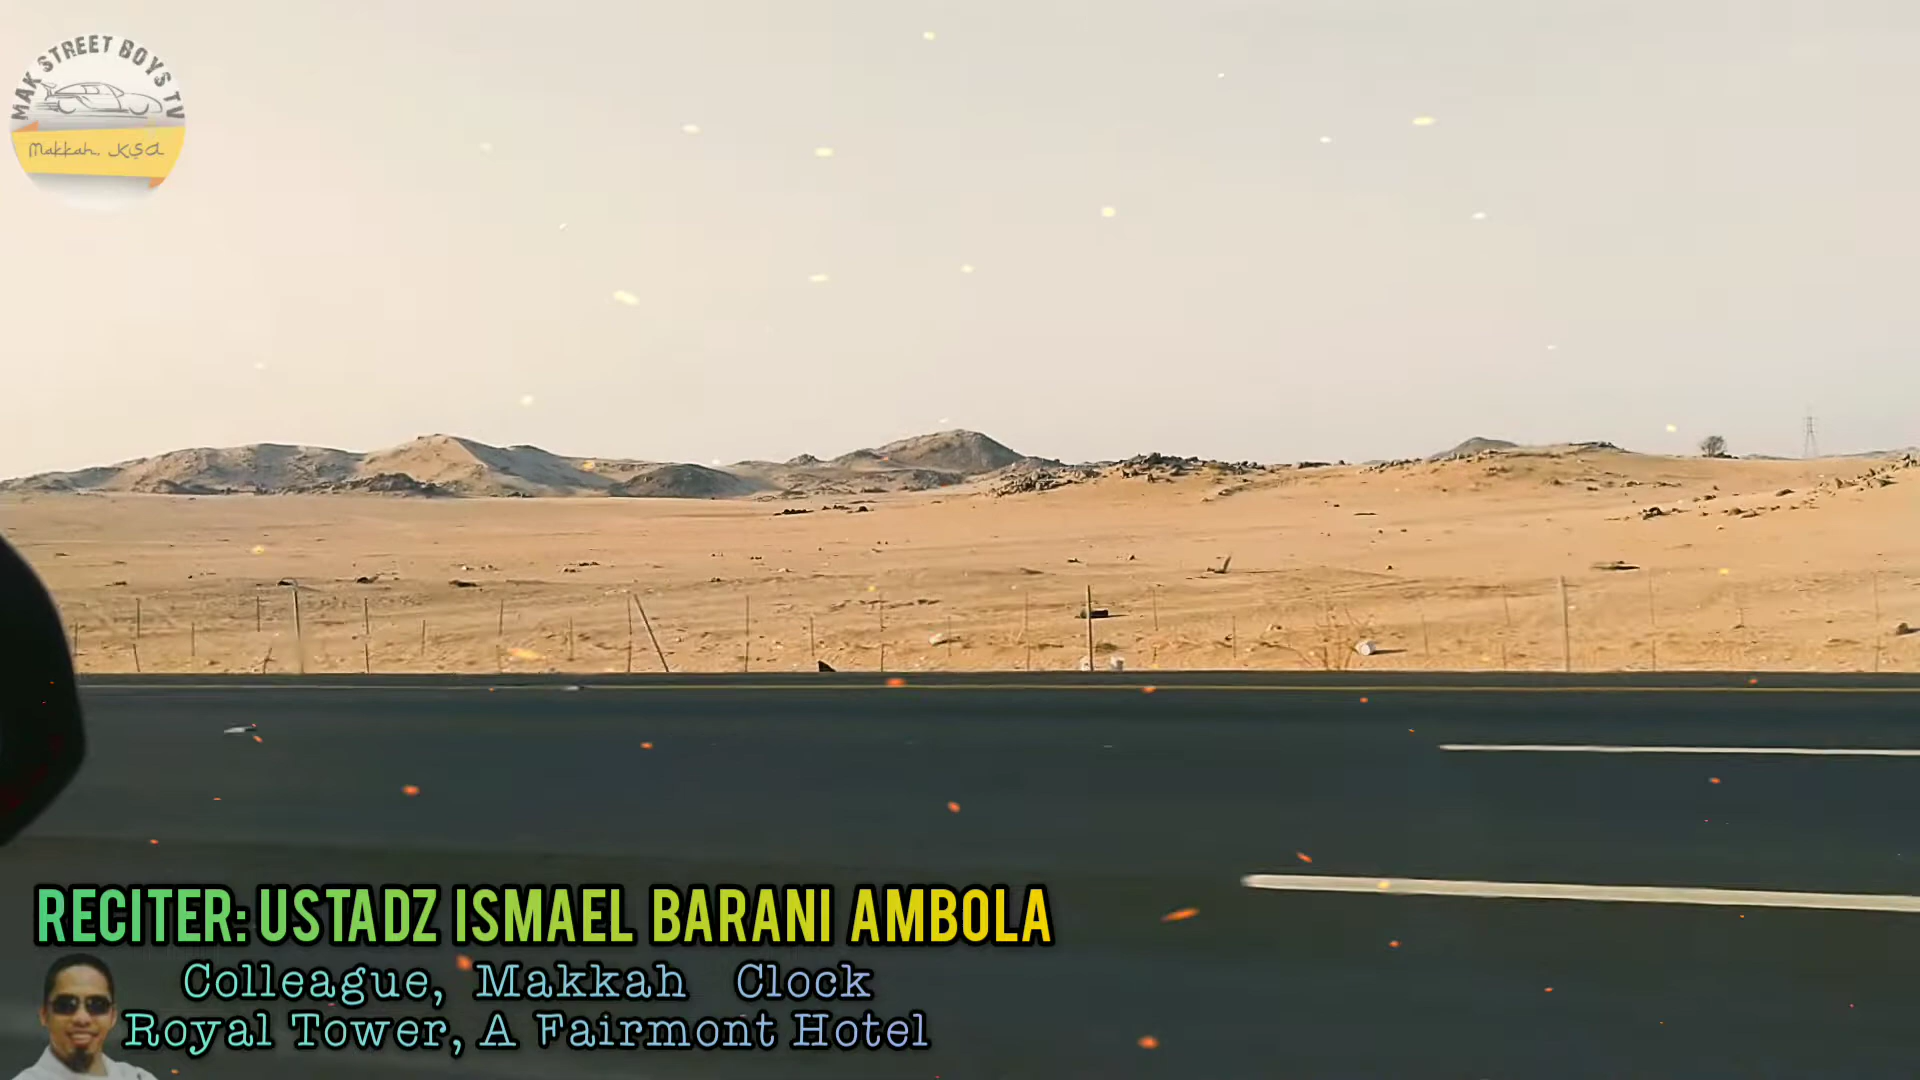 MAK STREET BOYS TV
Makkah. KSA
RECITER: USTADZ ISMAEL BARANI AMBOLA
Colleague, Makkah Clock
Royal Tower, A Fairmont Hotel